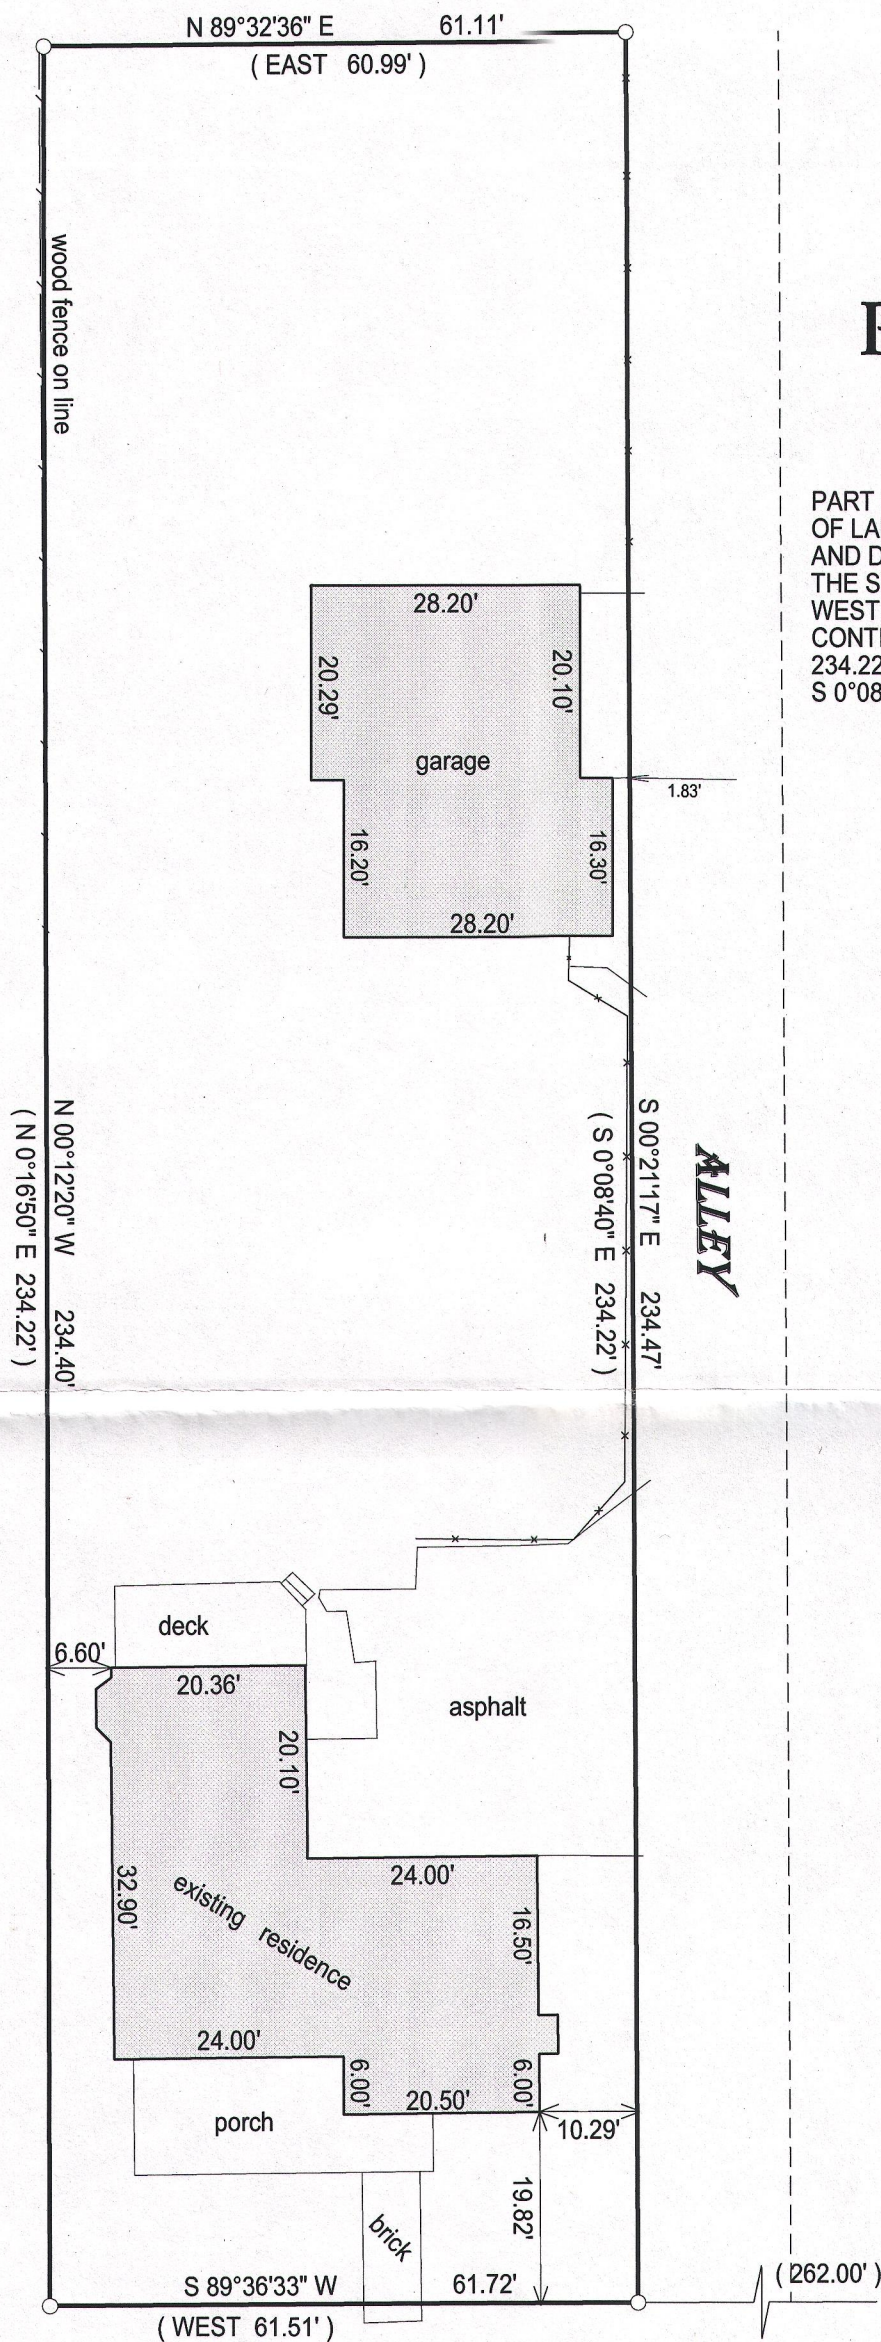 N 89°32'36" E 61.11'
( EAST 60.99' )
wood fence on line
PART
OF LA
AND D
THE S
WEST
CONTI
234.22
S 0°08
28.20'
20.29'
20.10'
garage
1.83'
16.20'
16.30'
28.20'
N 00°12'20" W 234.40'
( N 0°16'50" E 234.22' )
S 00°21'17" E 234.47'
( S 0°08'40" E 234.22' )
ALLEY
deck
6.60'
20.36'
asphalt
20.10'
24.00'
32.90'
existing residence
16.50'
24.00'
6.00'
6.00'
20.50'
porch
10.29'
19.82'
brick
S 89°36'33" W 61.72'
( WEST 61.51' )
( 262.00' )